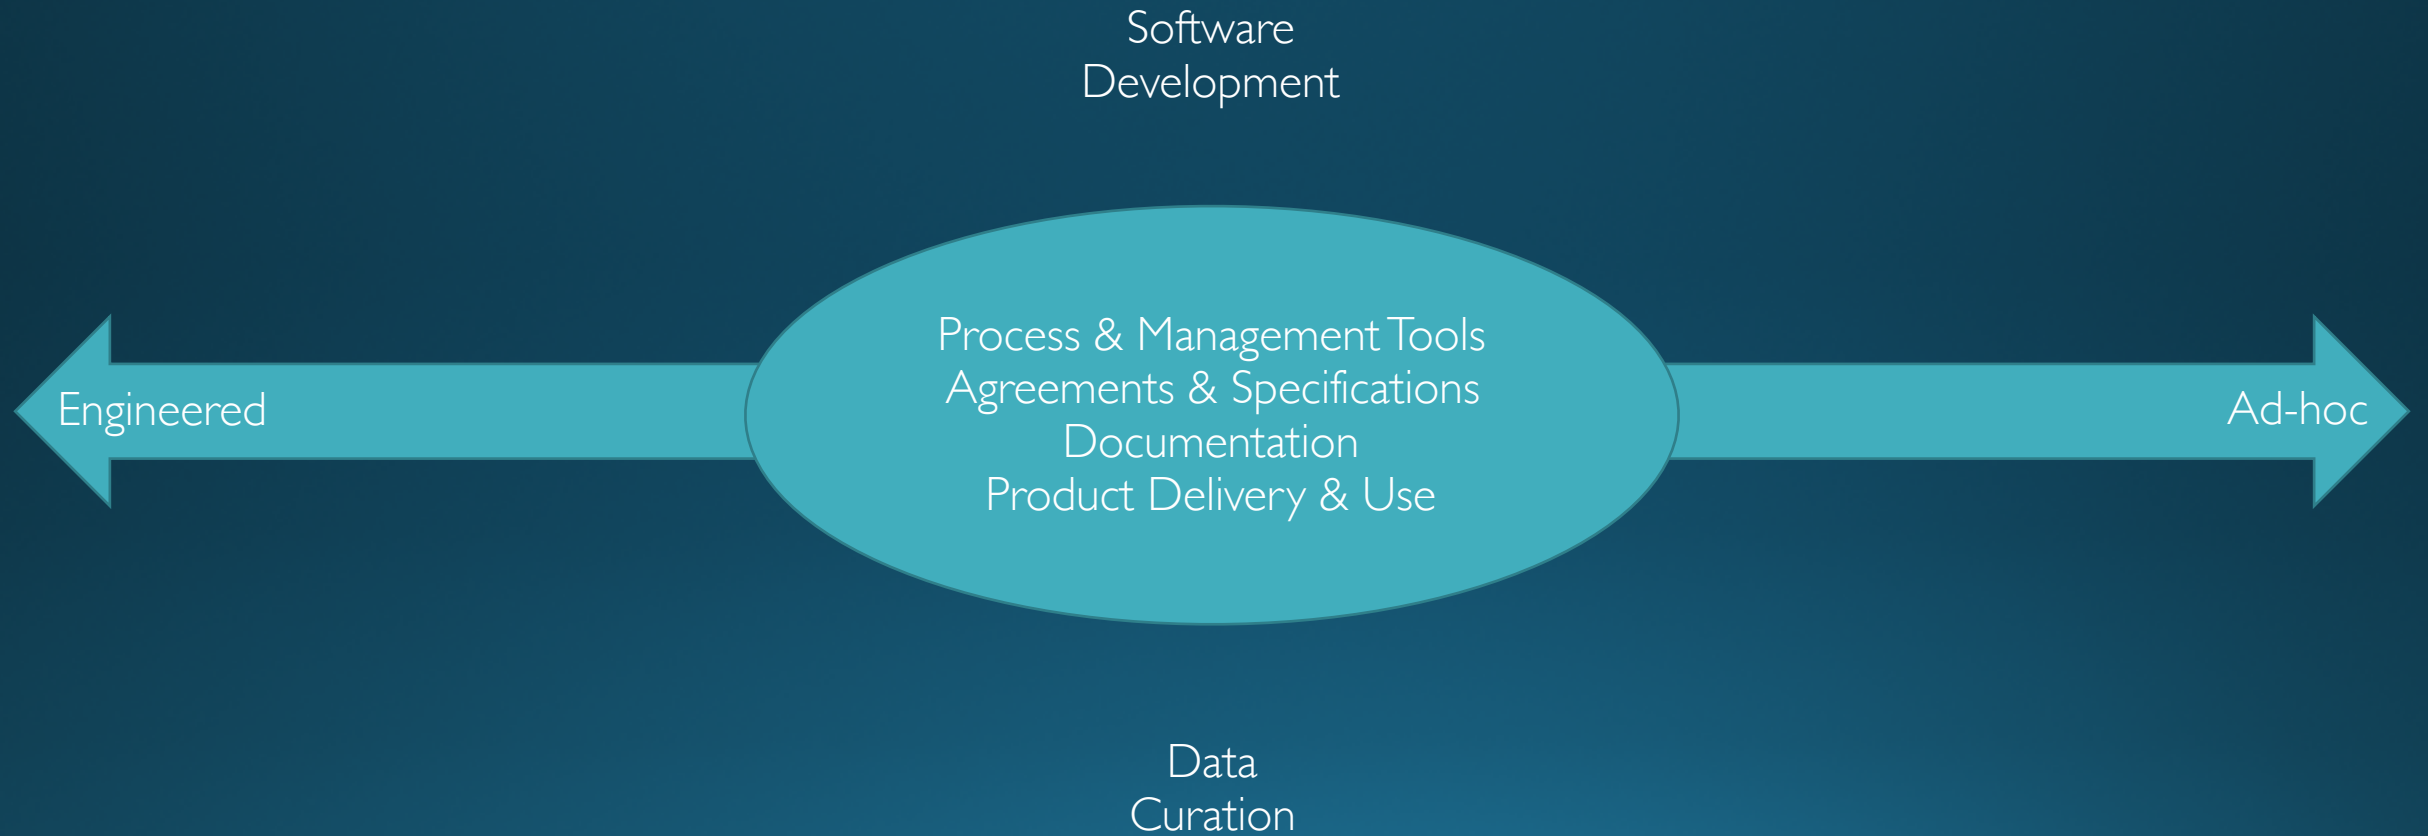 Software
Development
Process & Management Tools
Agreements & Specifications
Documentation
Product Delivery & Use
Engineered
Ad-hoc
Data
Curation